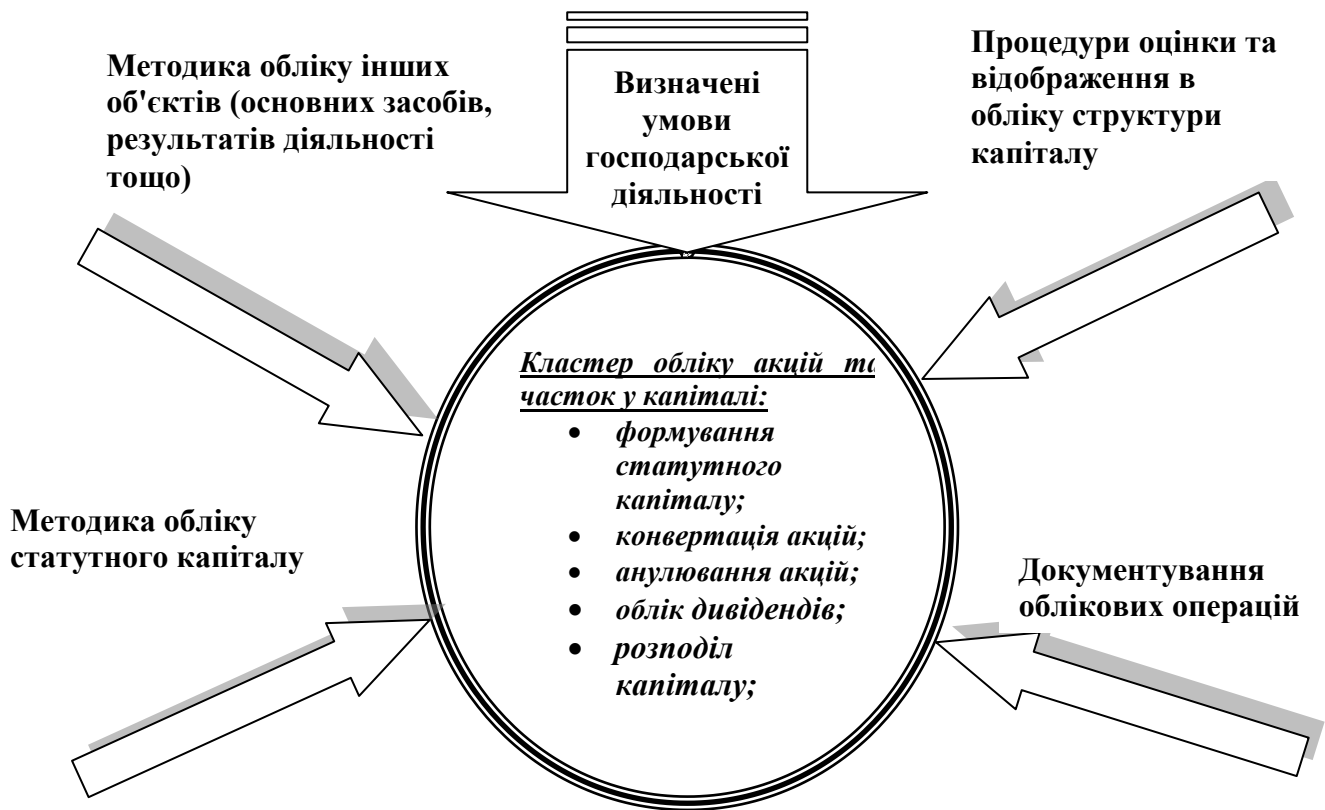 Методика обліку інших
об'єктів (основних засобів,
результатів діяльності
тощо)
Визначені
умови
господарської
діяльності
Процедури оцінки та
відображення в
обліку структури
капіталу
Кластер обліку акцій та
часток у капіталі:
• формування
статутного
капіталу;
• конвертація акцій;
• анулювання акцій;
• облік дивідендів;
• розподіл
капіталу;
Методика обліку
статутного капіталу
Документування
облікових операцій